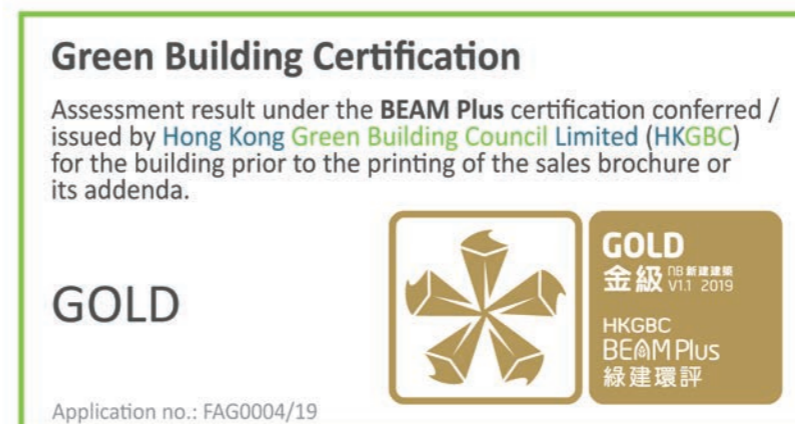 Green Building Certification
Assessment result under the BEAM Plus certification conferred /
issued by Hong Kong Green Building Council Limited (HKGBC)
for the building prior to the printing of the sales brochure or
its addenda.
GOLD
Application no.: FAG0004/19
GOLD
金級 NB 新建建築
V1.1 2019
HKGBC
BEAM Plus
綠建環評